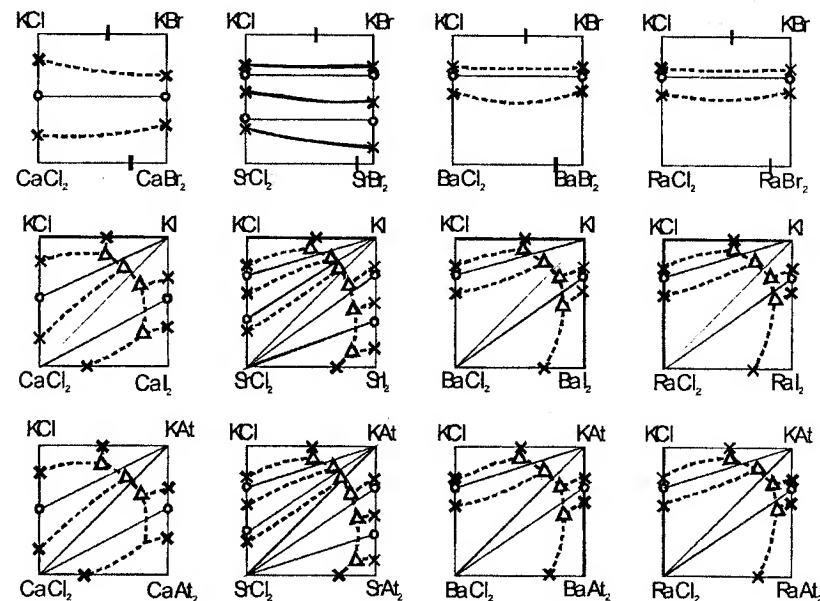 KCl KBr KCl KBr KCl KBr KCl KBr
CaCl₂ CaBr₂ SrCl₂ SrBr₂ BaCl₂ BaBr₂ RaCl₂ RaBr₂
KCl KI KCl KI KCl KI KCl KI
CaCl₂ CaI₂ SrCl₂ SrI₂ BaCl₂ BaI₂ RaCl₂ RaI₂
KCl KAt KCl KAt KCl KAt KCl KAt
CaCl₂ CaAt₂ SrCl₂ SrAt₂ BaCl₂ BaAt₂ RaCl₂ RaAt₂